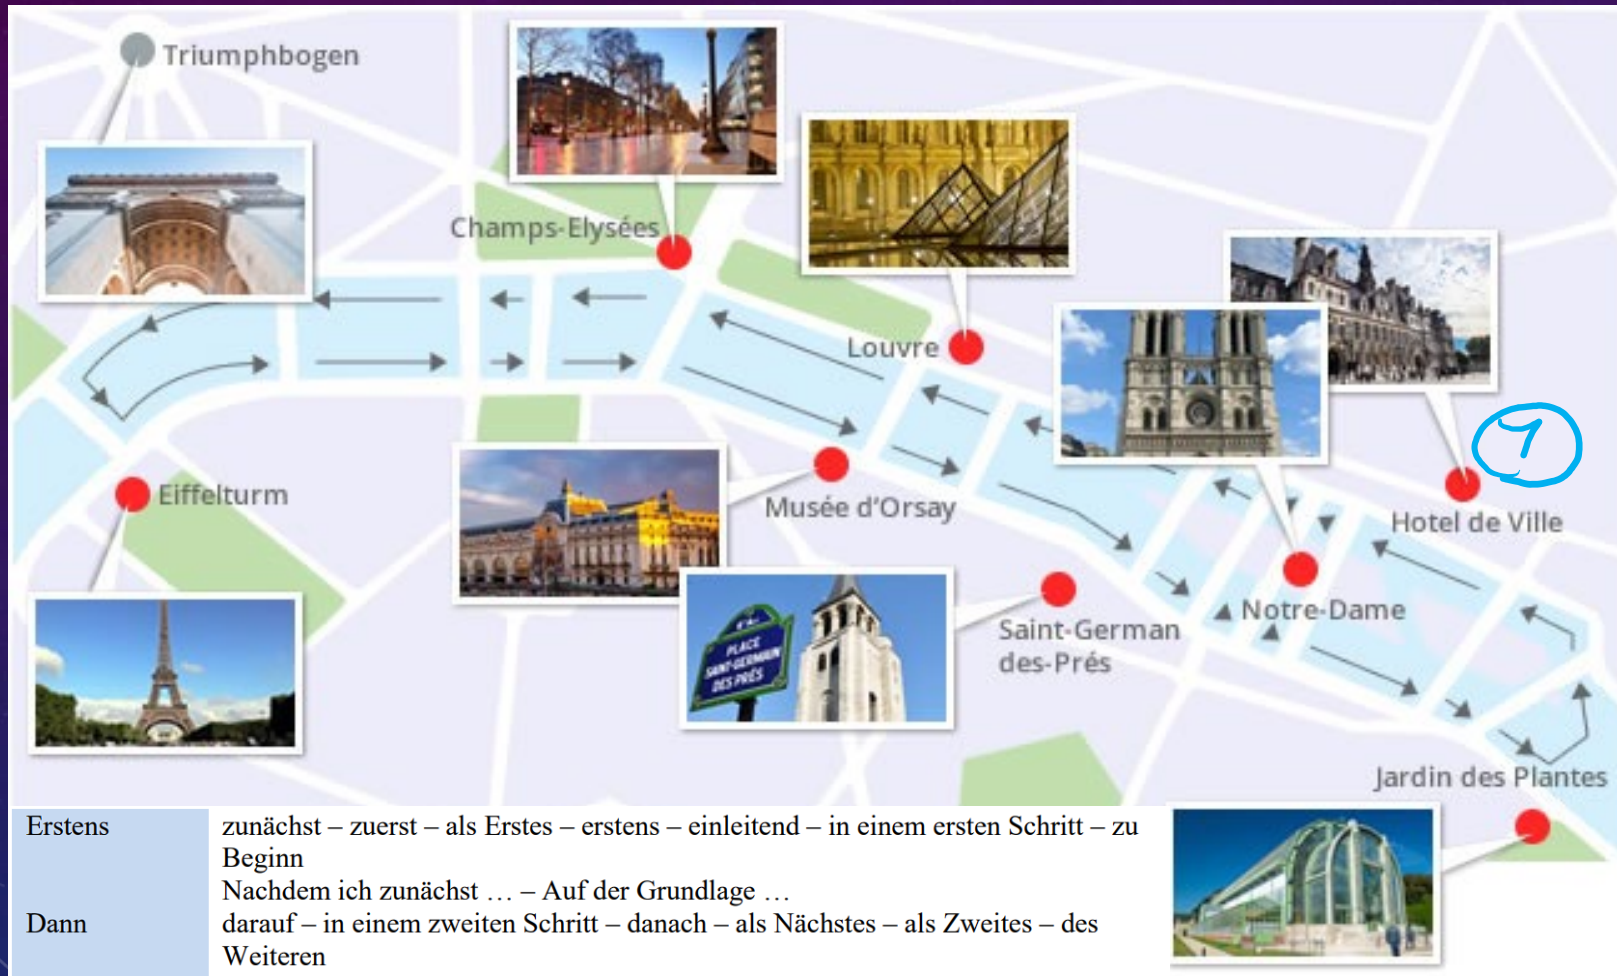 Triumphbogen
Champs-Elysées
Louvre
1
Eiffelturm
Musée d'Orsay
Hotel de Ville
Notre-Dame
Saint-German
des-Prés
PLACE
SAINT-GERMAIN
DES PRÉS
Jardin des Plantes
Erstens
zunächst – zuerst – als Erstes – erstens – einleitend – in einem ersten Schritt – zu
Beginn
Nachdem ich zunächst … – Auf der Grundlage …
Dann
darauf – in einem zweiten Schritt – danach – als Nächstes – als Zweites – des
Weiteren